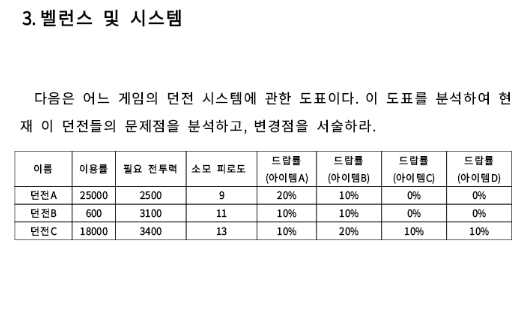 3. 벨런스 및 시스템
다음은 어느 게임의 던전 시스템에 관한 도표이다. 이 도표를 분석하여 현
재 이 던전들의 문제점을 분석하고, 변경점을 서술하라.
이름 이용률 필요 전투력 소모 피로도 드랍률 (아이템A) 드랍률 (아이템B) 드랍률 (아이템C) 드랍률 (아이템D)
던전A 25000 2500 9 20% 10% 0% 0%
던전B 600 3100 11 10% 10% 0% 0%
던전C 18000 3400 13 10% 20% 10% 10%